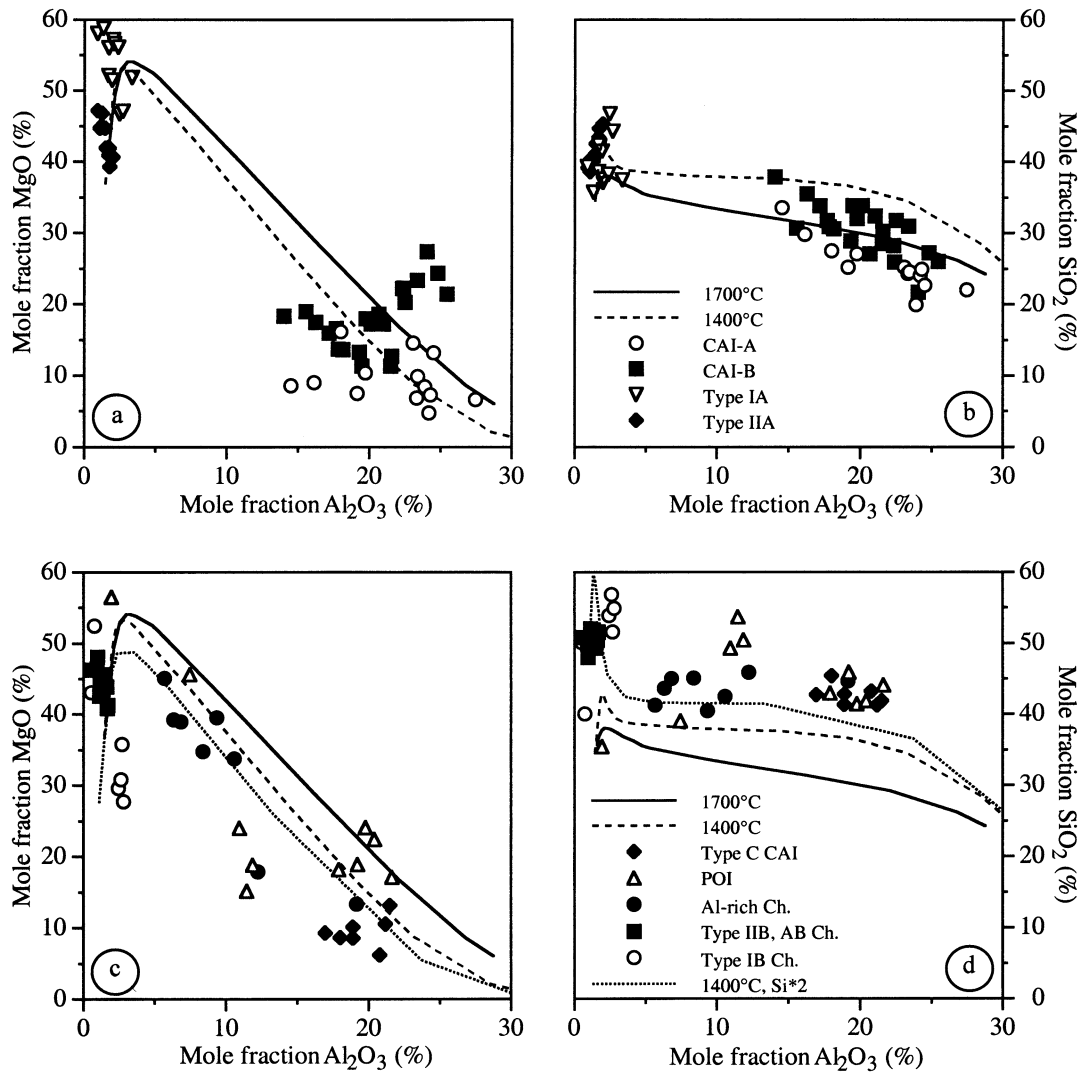 60
50
40
30
20
10
0
Mole fraction MgO (%)
a
0
10
20
30
Mole fraction Al₂O₃ (%)
60
50
40
30
20
10
0
Mole fraction SiO₂ (%)
1700°C
1400°C
CAI-A
CAI-B
Type IA
Type IIA
b
0
10
20
30
Mole fraction Al₂O₃ (%)
60
50
40
30
20
10
0
Mole fraction MgO (%)
c
0
10
20
30
Mole fraction Al₂O₃ (%)
60
50
40
30
20
10
0
Mole fraction SiO₂ (%)
1700°C
1400°C
Type C CAI
POI
Al-rich Ch.
Type IIB, AB Ch.
Type IB Ch.
1400°C, Si*2
d
0
10
20
30
Mole fraction Al₂O₃ (%)